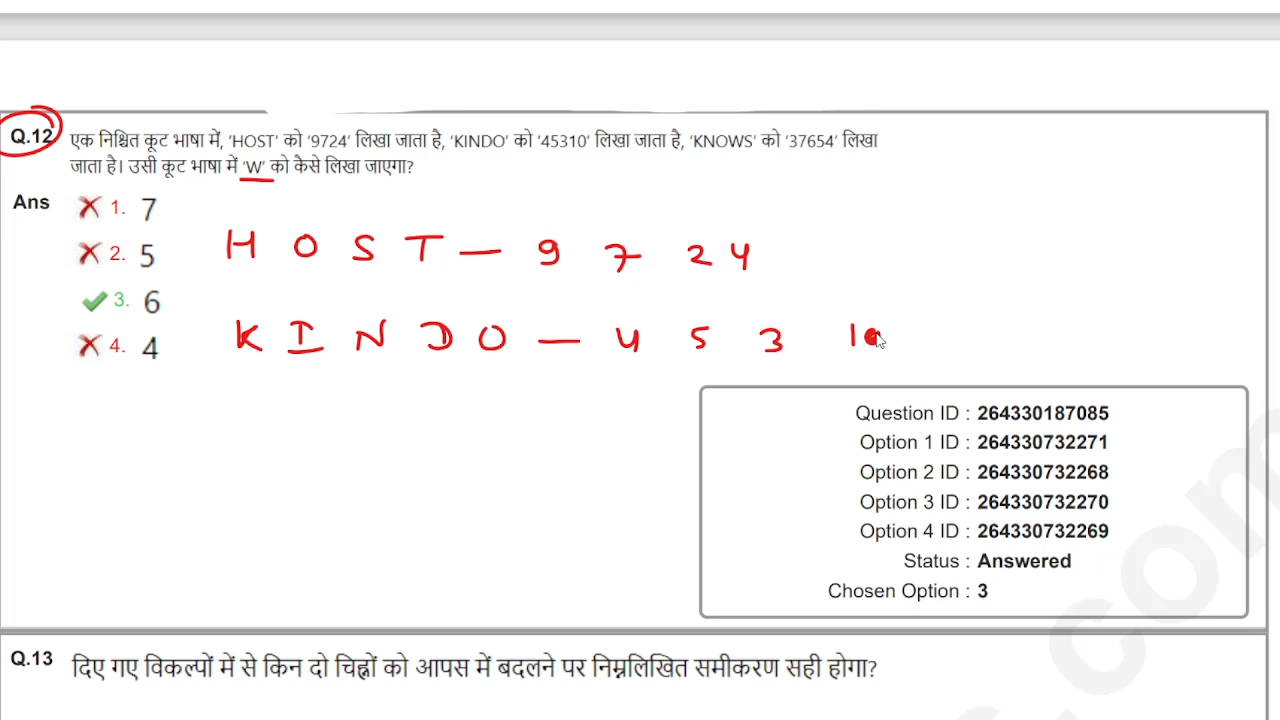 Q.12 एक निश्चित कूट भाषा में, ‘HOST’ को ‘9724’ लिखा जाता है, ‘KINDO’ को ‘45310’ लिखा जाता है, ‘KNOWS’ को ‘37654’ लिखा
जाता है। उसी कूट भाषा में ‘W’ को कैसे लिखा जाएगा?
Ans 1. 7
2. 5
3. 6
4. 4
H O S T — 9 7 2 4
K I N D O — 4 5 3 1
Question ID : 264330187085
Option 1 ID : 264330732271
Option 2 ID : 264330732268
Option 3 ID : 264330732270
Option 4 ID : 264330732269
Status : Answered
Chosen Option : 3
Q.13 दिए गए विकल्पों में से किन दो चिह्नों को आपस में बदलने पर निम्नलिखित समीकरण सही होगा?